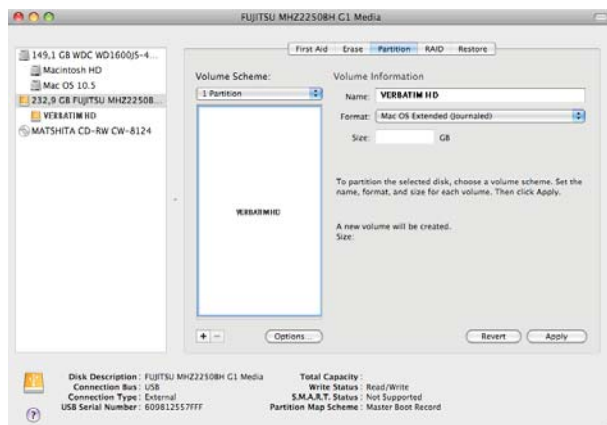 FUJITSU MHZ2250BH G1 Media
149,1 GB WDC WD1600JS-4...
Macintosh HD
Mac OS 10.5
232,9 GB FUJITSU MHZ2250B...
VERBATIM HD
MATSHITA CD-RW CW-8124
First Aid Erase Partition RAID Restore
Volume Scheme:
1 Partition
VERBATIM HD
+ - Options...
Volume Information
Name: VERBATIM HD
Format: Mac OS Extended (Journaled)
Size: GB
To partition the selected disk, choose a volume scheme. Set the
name, format, and size for each volume. Then click Apply.
A new volume will be created.
Size:
Revert Apply
Disk Description : FUJITSU MHZ2250BH G1 Media
Connection Bus : USB
Connection Type : External
USB Serial Number : 609812557FFF
Total Capacity :
Write Status : Read/Write
S.M.A.R.T. Status : Not Supported
Partition Map Scheme : Master Boot Record
?